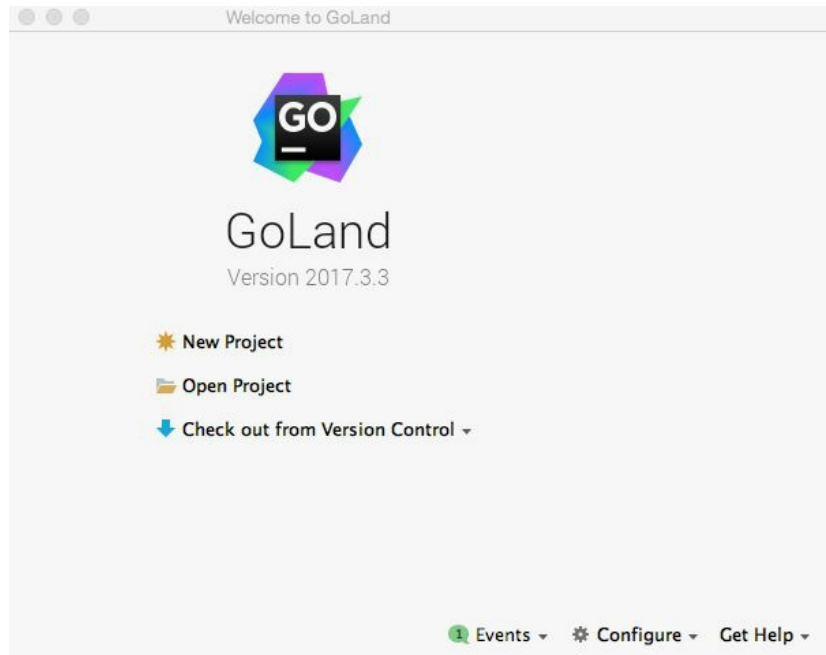 Welcome to GoLand
GO
GoLand
Version 2017.3.3
New Project
Open Project
Check out from Version Control
1 Events Configure Get Help